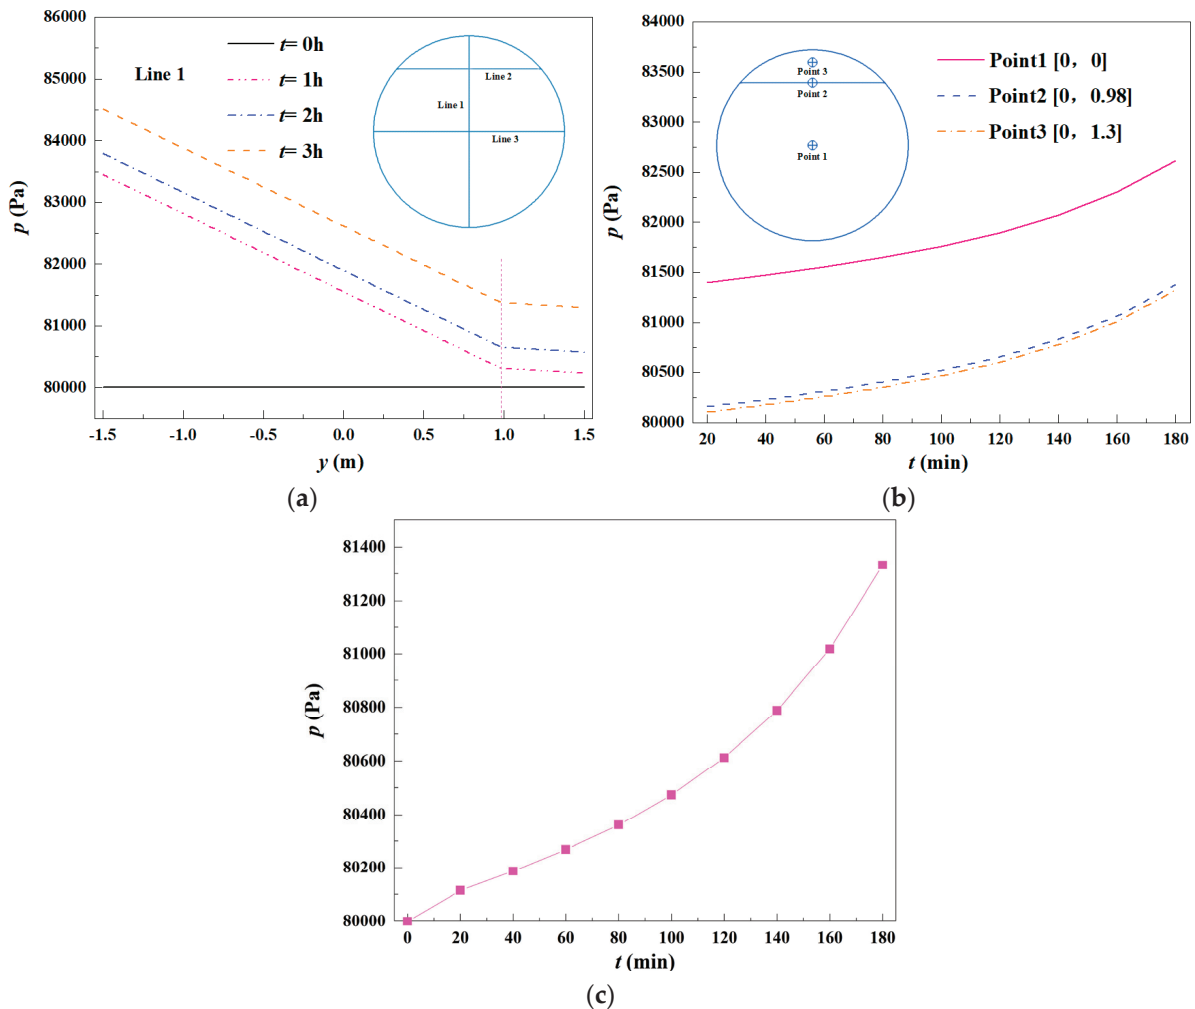 86000
85000
84000
83000
82000
81000
80000
p (Pa)
Line 1
t= 0h
t= 1h
t= 2h
t= 3h
Line 2
Line 1
Line 3
-1.5 -1.0 -0.5 0.0 0.5 1.0 1.5
y (m)
(a)
84000
83500
83000
82500
82000
81500
81000
80500
80000
p (Pa)
Point 3
Point 2
Point 1
Point1 [0，0]
Point2 [0，0.98]
Point3 [0，1.3]
20 40 60 80 100 120 140 160 180
t (min)
(b)
81400
81200
81000
80800
80600
80400
80200
80000
p (Pa)
0 20 40 60 80 100 120 140 160 180
t (min)
(c)